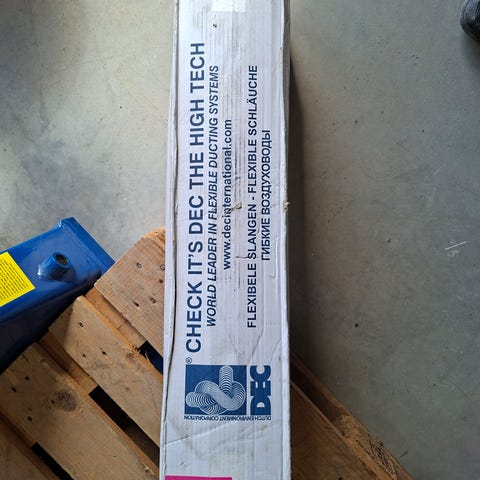 CHECK IT'S DEC THE HIGH TECH
WORLD LEADER IN FLEXIBLE DUCTING SYSTEMS
www.decinternational.com
FLEXIBELE SLANGEN - FLEXIBLE SCHLÄUCHE
ГИБКИЕ ВОЗДУХОВОДЫ
®
DEC
DUTCH ENVIRONMENT CORPORATION